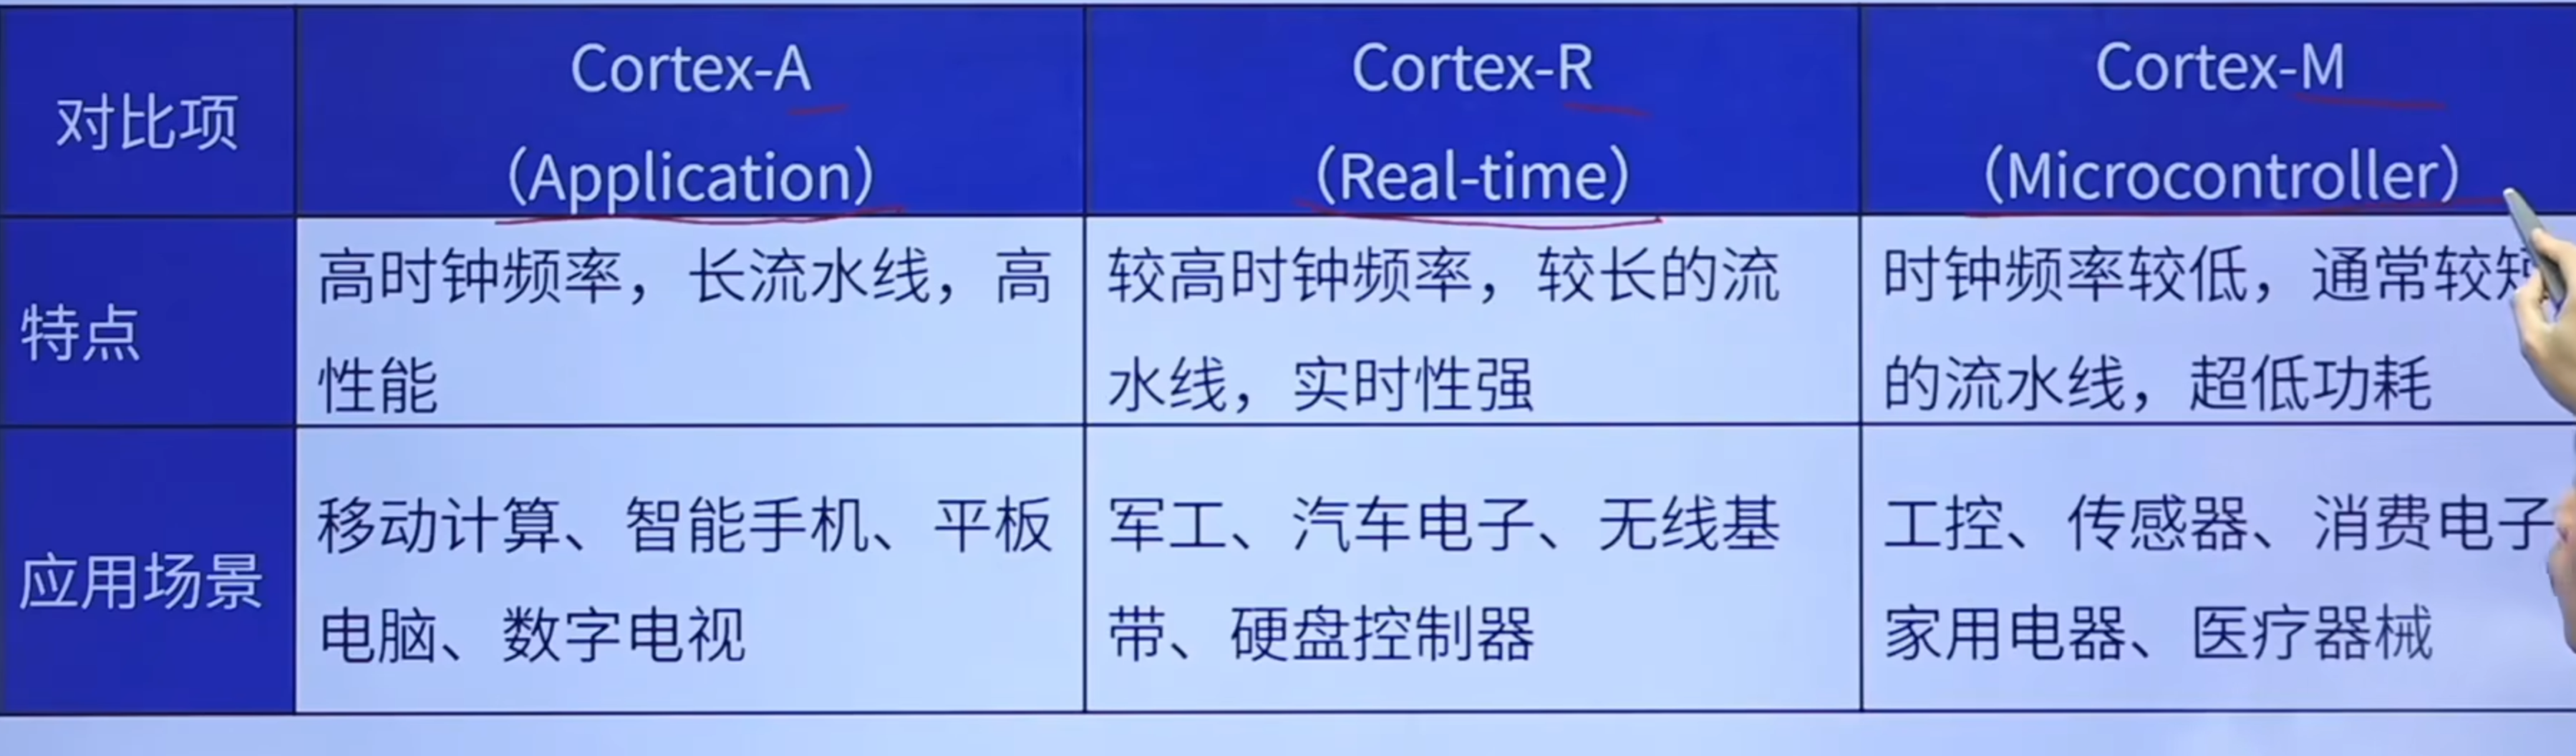 对比项
Cortex-A
（Application）
Cortex-R
（Real-time）
Cortex-M
（Microcontroller）
特点
高时钟频率，长流水线，高
性能
较高时钟频率，较长的流
水线，实时性强
时钟频率较低，通常较短
的流水线，超低功耗
应用场景
移动计算、智能手机、平板
电脑、数字电视
军工、汽车电子、无线基
带、硬盘控制器
工控、传感器、消费电子
家用电器、医疗器械